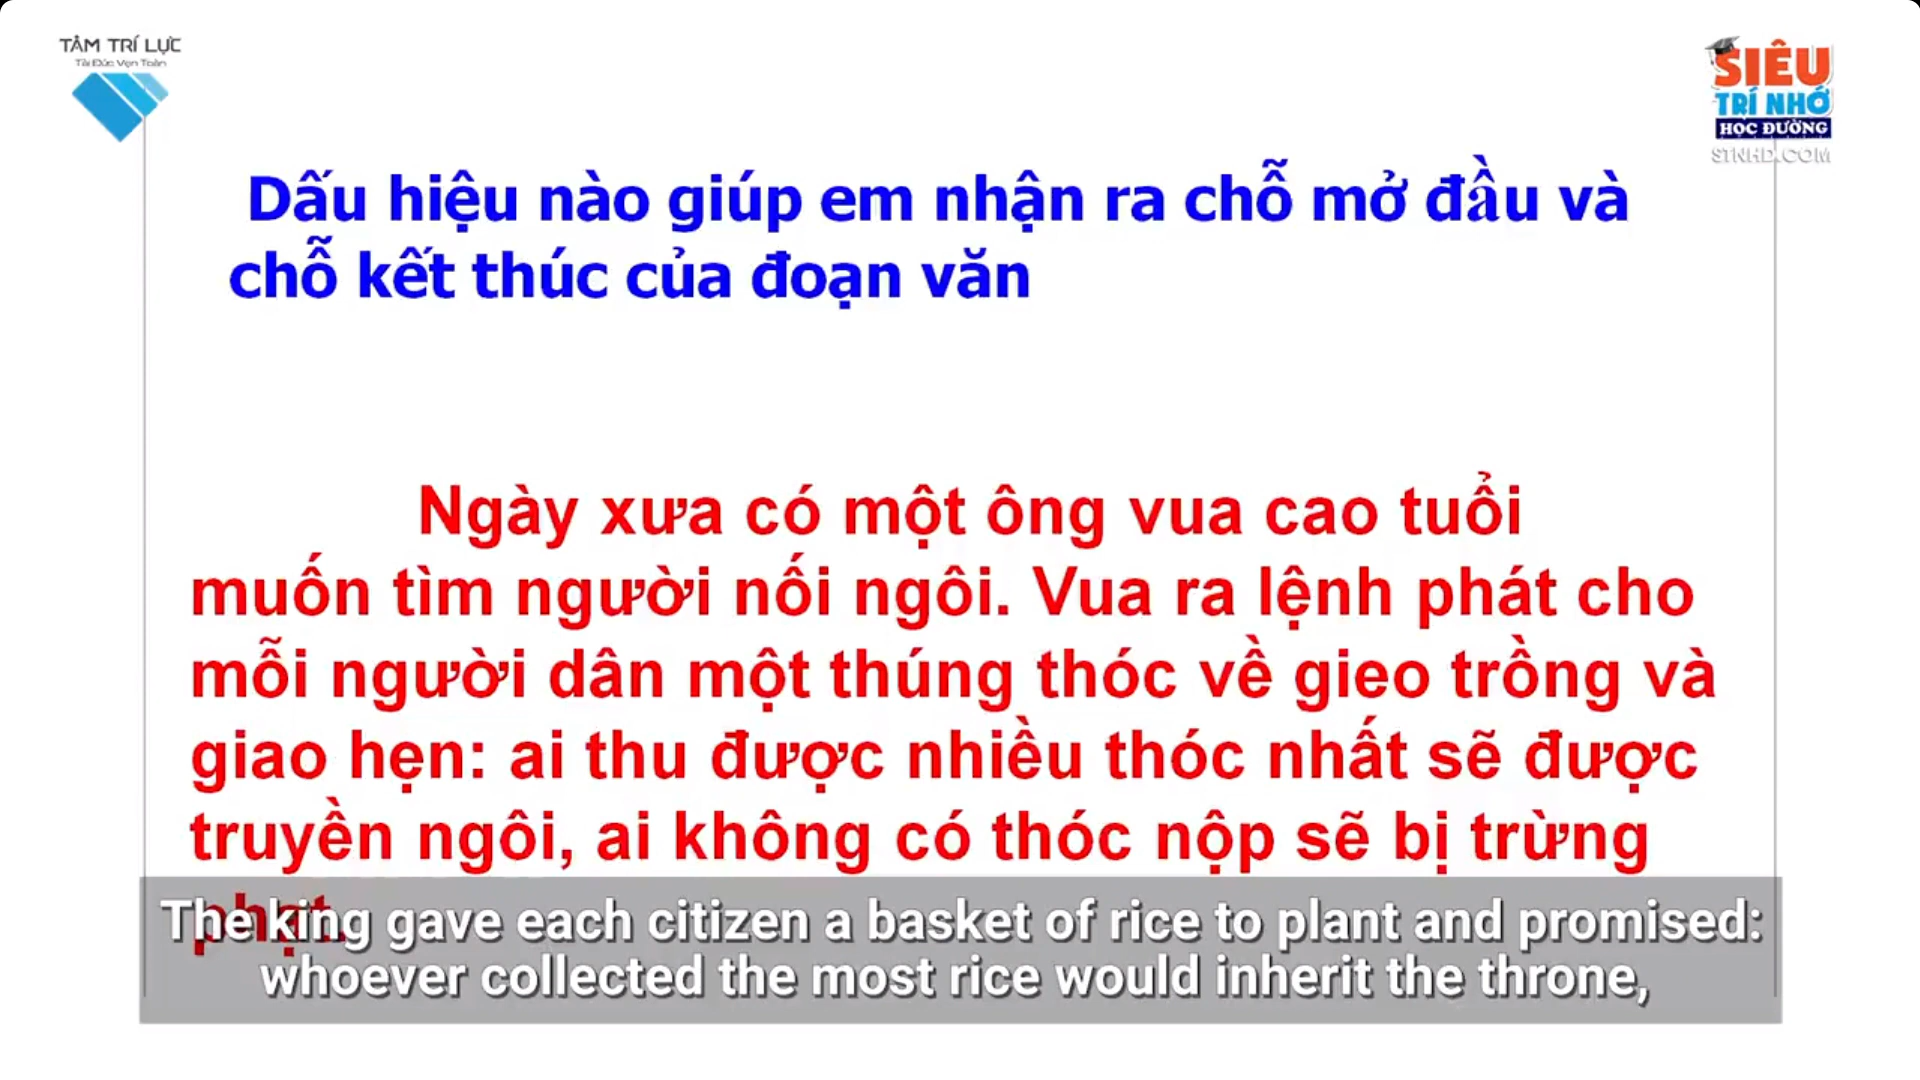 TÂM TRÍ LỰC
Tài Đức Vẹn Toàn
SIÊU
TRÍ NHỚ
HỌC ĐƯỜNG
STNHD.COM
Dấu hiệu nào giúp em nhận ra chỗ mở đầu và
chỗ kết thúc của đoạn văn
Ngày xưa có một ông vua cao tuổi
muốn tìm người nối ngôi. Vua ra lệnh phát cho
mỗi người dân một thúng thóc về gieo trồng và
giao hẹn: ai thu được nhiều thóc nhất sẽ được
truyền ngôi, ai không có thóc nộp sẽ bị trừng
phạt.
The king gave each citizen a basket of rice to plant and promised:
whoever collected the most rice would inherit the throne,